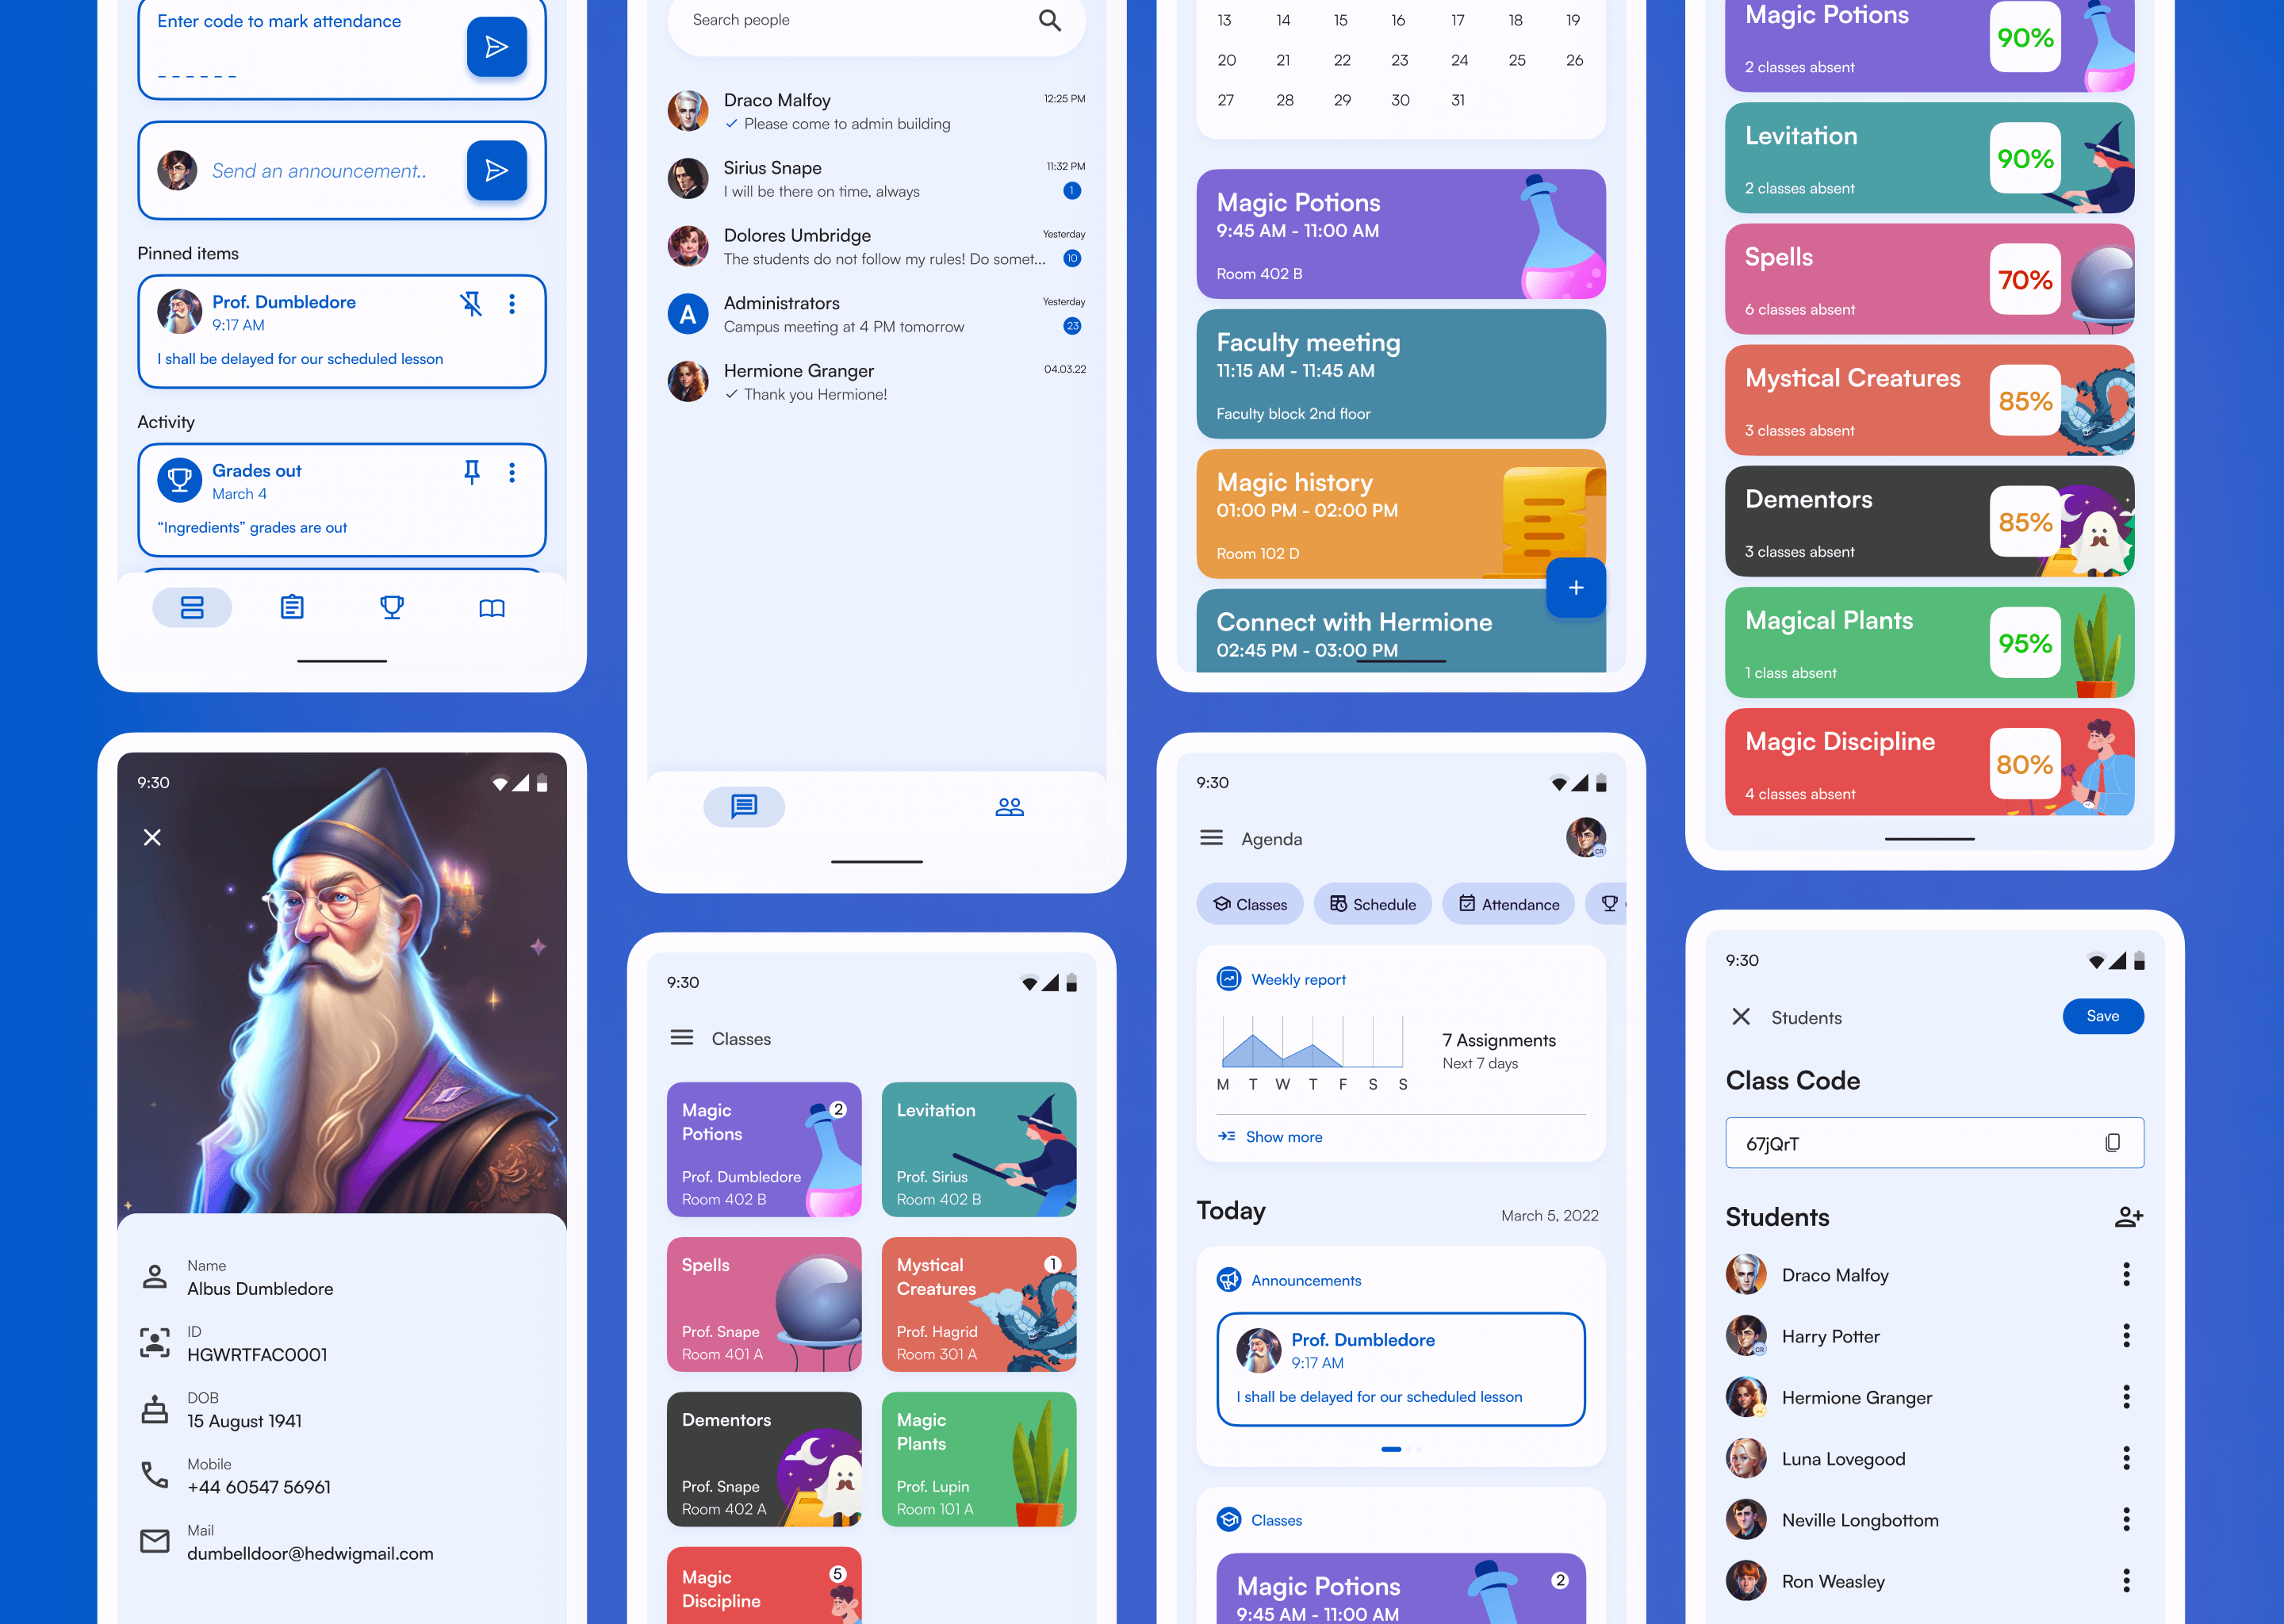 Enter code to mark attendance
_ _ _ _ _ _
Send an announcement..
Pinned items
Prof. Dumbledore
9:17 AM
I shall be delayed for our scheduled lesson
Activity
Grades out
March 4
“Ingredients” grades are out
9:30
Name
Albus Dumbledore
ID
HGWRTFAC0001
DOB
15 August 1941
Mobile
+44 60547 56961
Mail
dumbelldoor@hedwigmail.com
Search people
Draco Malfoy
12:25 PM
Please come to admin building
Sirius Snape
11:32 PM
I will be there on time, always
1
Dolores Umbridge
Yesterday
The students do not follow my rules! Do somet...
10
A
Administrators
Yesterday
Campus meeting at 4 PM tomorrow
23
Hermione Granger
04.03.22
Thank you Hermione!
9:30
Classes
Magic
Potions
2
Prof. Dumbledore
Room 402 B
Levitation
Prof. Sirius
Room 402 B
Spells
Prof. Snape
Room 401 A
Mystical
Creatures
1
Prof. Hagrid
Room 301 A
Dementors
Prof. Snape
Room 402 A
Magic
Plants
Prof. Lupin
Room 101 A
Magic
Discipline
5
13 14 15 16 17 18 19
20 21 22 23 24 25 26
27 28 29 30 31
Magic Potions
9:45 AM - 11:00 AM
Room 402 B
Faculty meeting
11:15 AM - 11:45 AM
Faculty block 2nd floor
Magic history
01:00 PM - 02:00 PM
Room 102 D
+
Connect with Hermione
02:45 PM - 03:00 PM
9:30
Agenda
CR
Classes
Schedule
Attendance
Weekly report
7 Assignments
Next 7 days
M T W T F S S
Show more
Today
March 5, 2022
Announcements
Prof. Dumbledore
9:17 AM
I shall be delayed for our scheduled lesson
Classes
Magic Potions
2
9:45 AM - 11:00 AM
Magic Potions
90%
2 classes absent
Levitation
90%
2 classes absent
Spells
70%
6 classes absent
Mystical Creatures
85%
3 classes absent
Dementors
85%
3 classes absent
Magical Plants
95%
1 class absent
Magic Discipline
80%
4 classes absent
9:30
Students
Save
Class Code
67jQrT
Students
Draco Malfoy
Harry Potter
CR
Hermione Granger
Luna Lovegood
Neville Longbottom
Ron Weasley